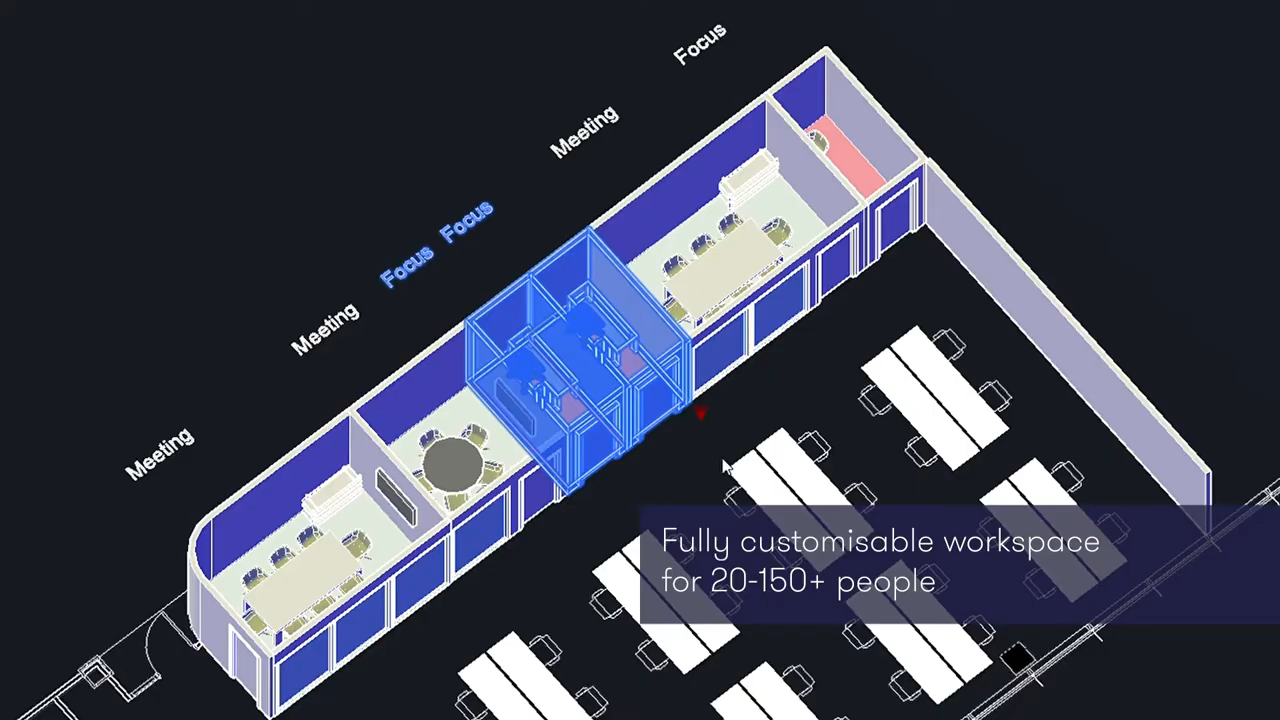 Focus
Meeting
Focus Focus
Meeting
Meeting
Fully customisable workspace
for 20-150+ people